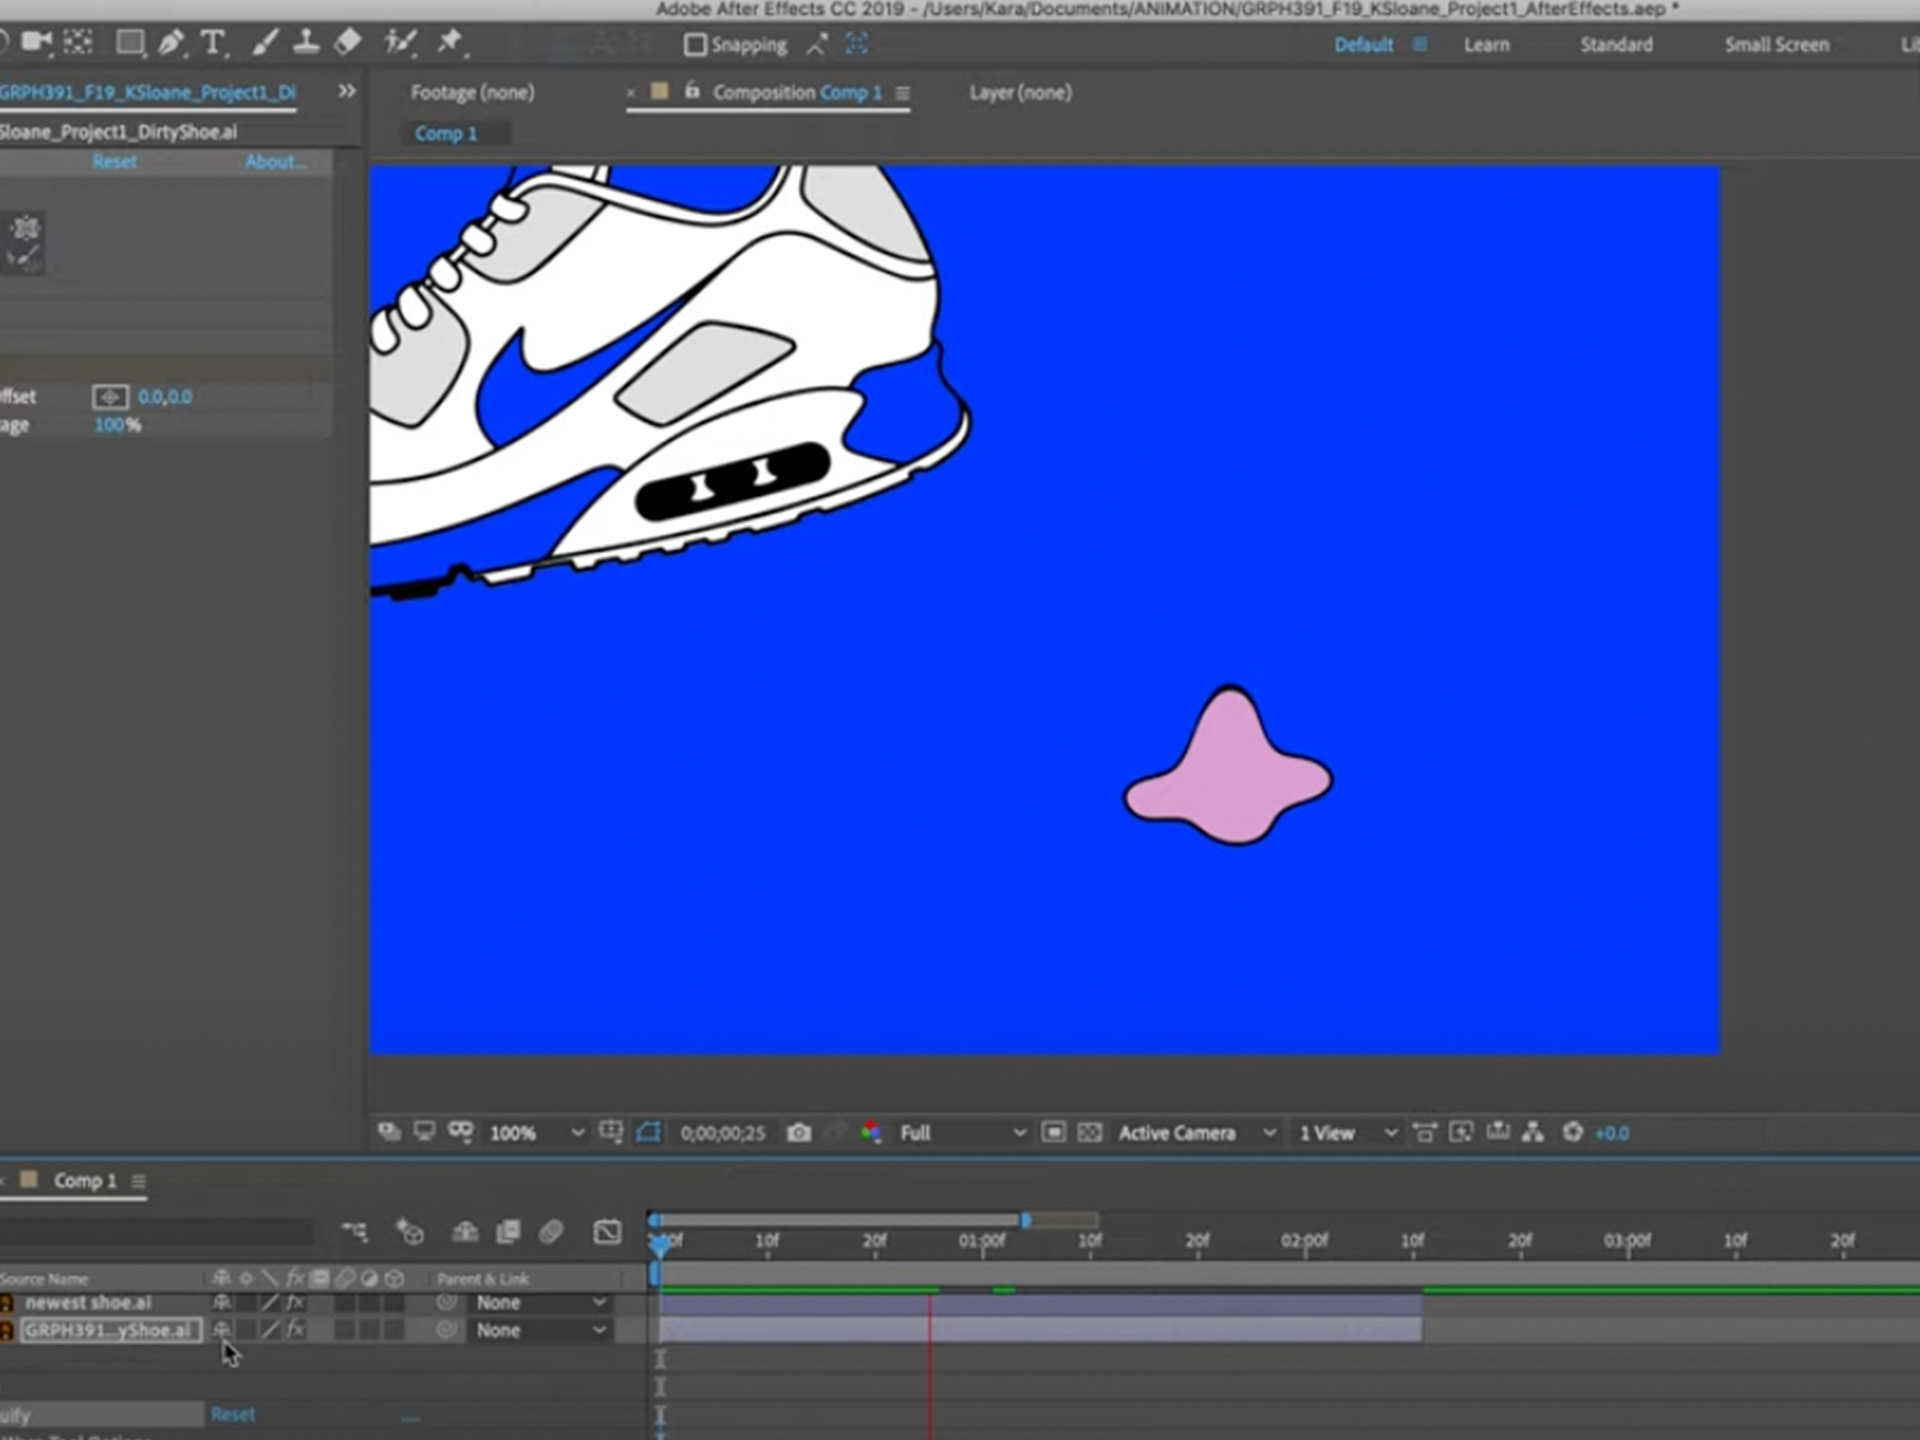 Adobe After Effects CC 2019 - /Users/Kara/Documents/ANIMATION/GRPH391_F19_KSloane_Project1_AfterEffects.aep *
T Snapping Default Learn Standard Small Screen
GRPH391_F19_KSloane_Project1_Di Footage (none) Composition Comp 1 Layer (none)
Sloane_Project1_DirtyShoe.ai Comp 1
Reset About...
ffset 0.0,0.0
age 100%
100% 0;00;00;25 Full Active Camera 1 View +0.0
Comp 1
10f 20f 01:00f 10f 20f 02:00f 10f 20f 03:00f 10f 20f
Source Name fx Parent & Link
newest shoe.ai fx None
GRPH391...yShoe.ai fx None
uify Reset